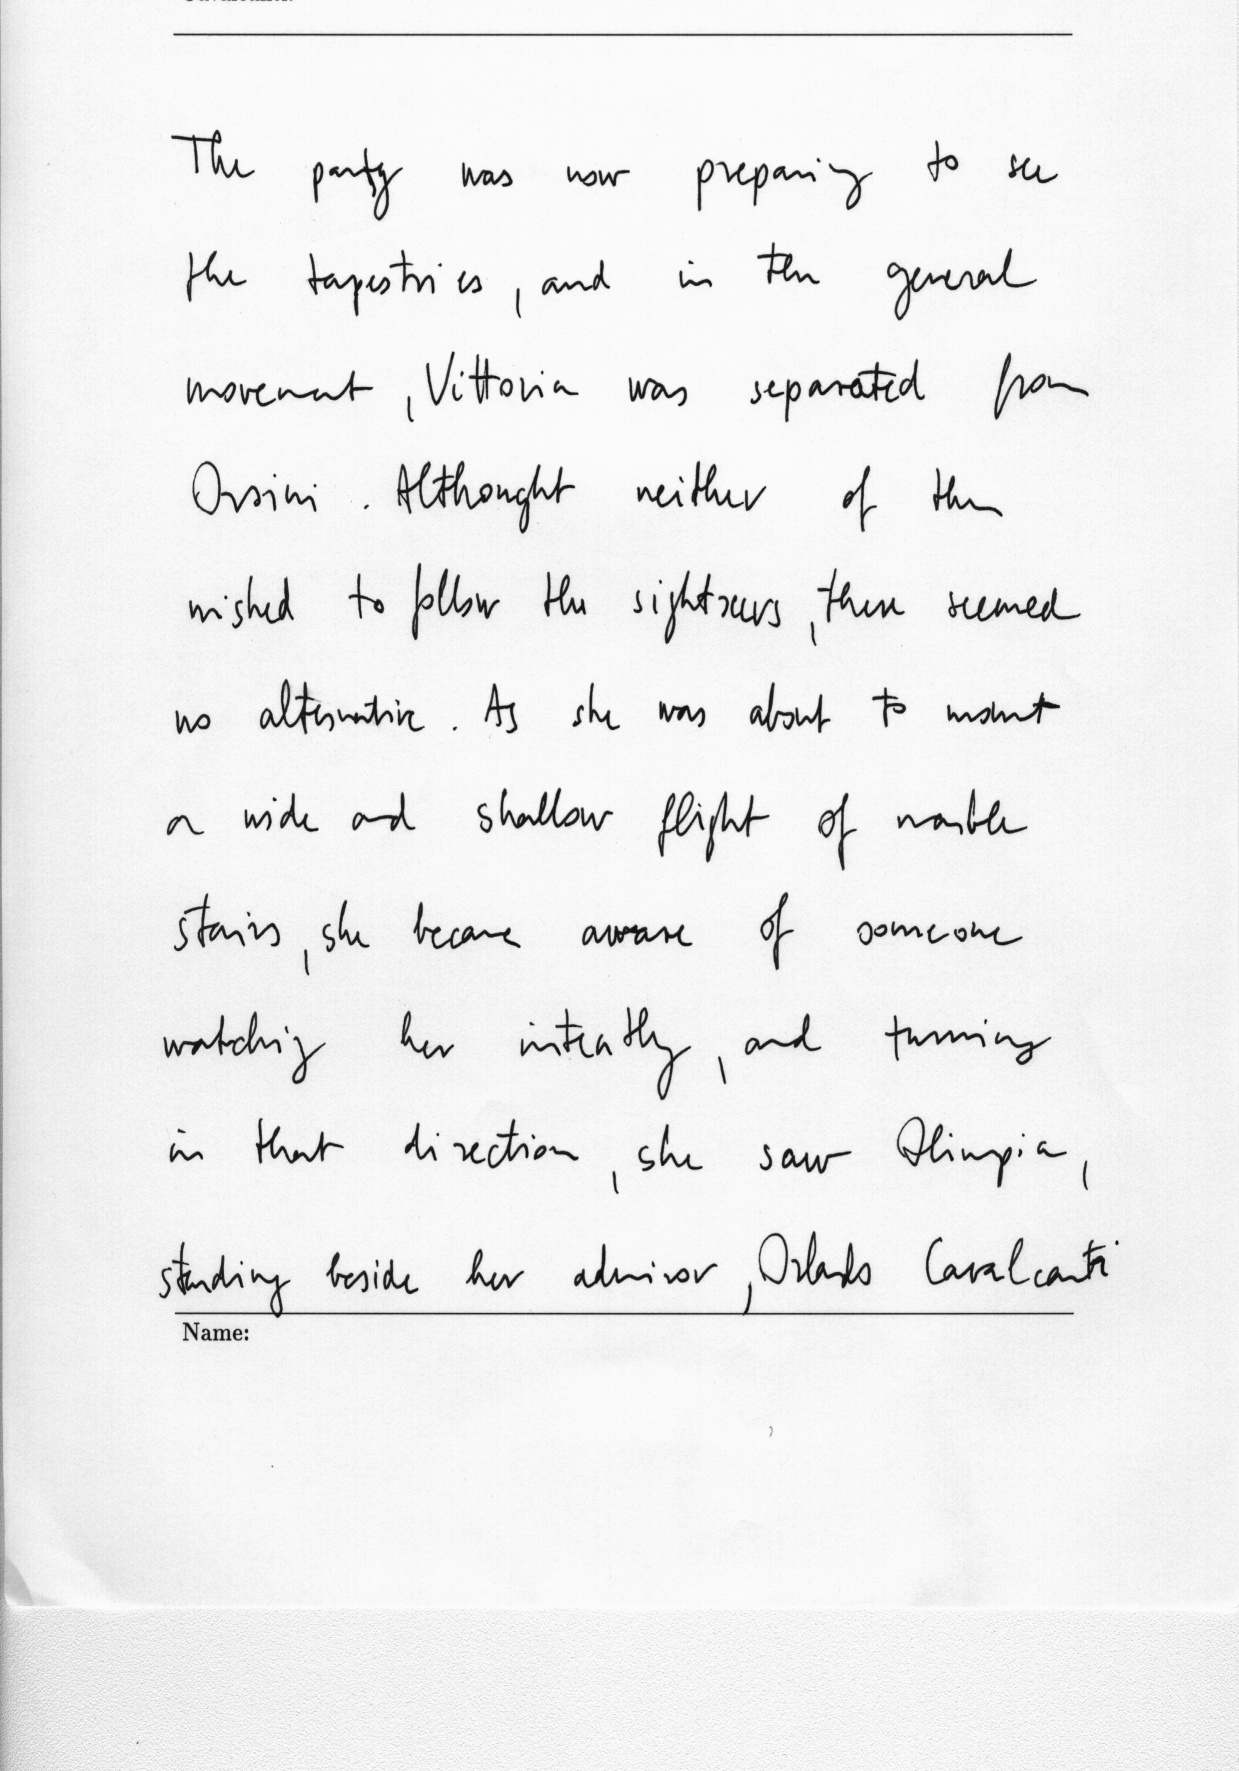 The party was now preparing to see
the tapestries, and in the general
movement, Vittoria was separated from
Orsini. Althought neither of them
wished to follow the sightseers, there seemed
no alternative. As she was about to mount
a wide and shallow flight of marble
stairs, she became aware of someone
watching her intently, and turning
in that direction, she saw Olimpia,
standing beside her admiror, Orlando Cavalcanti
Name: